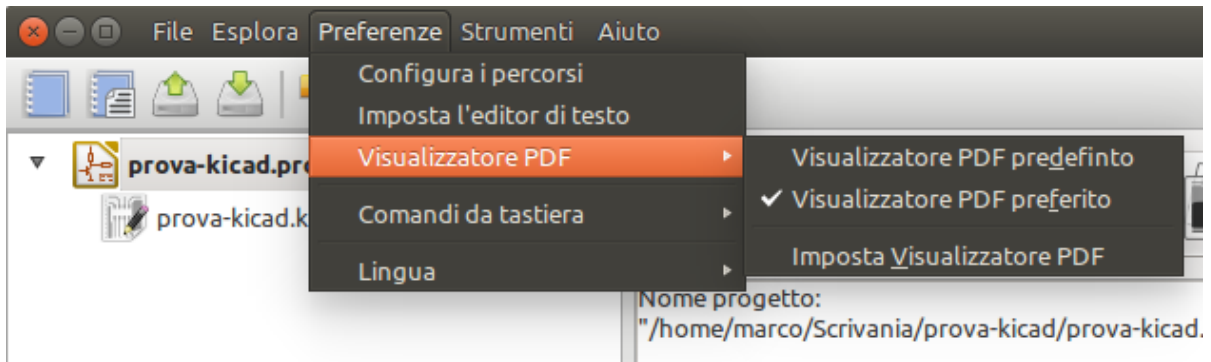 File Esplora Preferenze Strumenti Aiuto
Configura i percorsi
Imposta l'editor di testo
Visualizzatore PDF
Comandi da tastiera
Lingua
Visualizzatore PDF predefinto
Visualizzatore PDF preferito
Imposta Visualizzatore PDF
prova-kicad.pro
prova-kicad.k
Nome progetto:
"/home/marco/Scrivania/prova-kicad/prova-kicad.